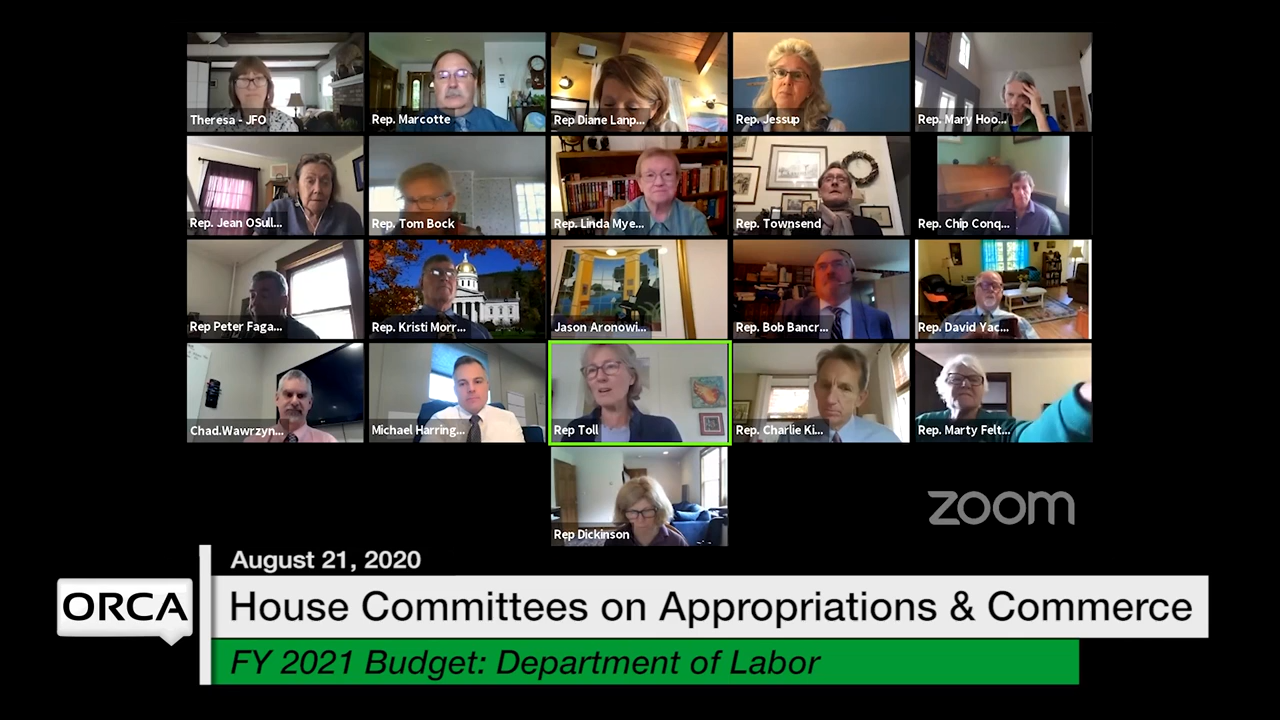 Theresa - JFO
Rep. Marcotte
Rep Diane Lanp...
Rep. Jessup
Rep. Mary Hoo...
Rep. Jean OSull...
Rep. Tom Bock
Rep. Linda Mye...
Rep. Townsend
Rep. Chip Conq...
Rep Peter Faga...
Rep. Kristi Morr...
Jason Aronowi...
Rep. Bob Bancr...
Rep. David Yac...
Chad.Wawrzyn...
Michael Harring...
Rep Toll
Rep. Charlie Ki...
Rep. Marty Felt...
Rep Dickinson
zoom
August 21, 2020
ORCA
House Committees on Appropriations & Commerce
FY 2021 Budget: Department of Labor